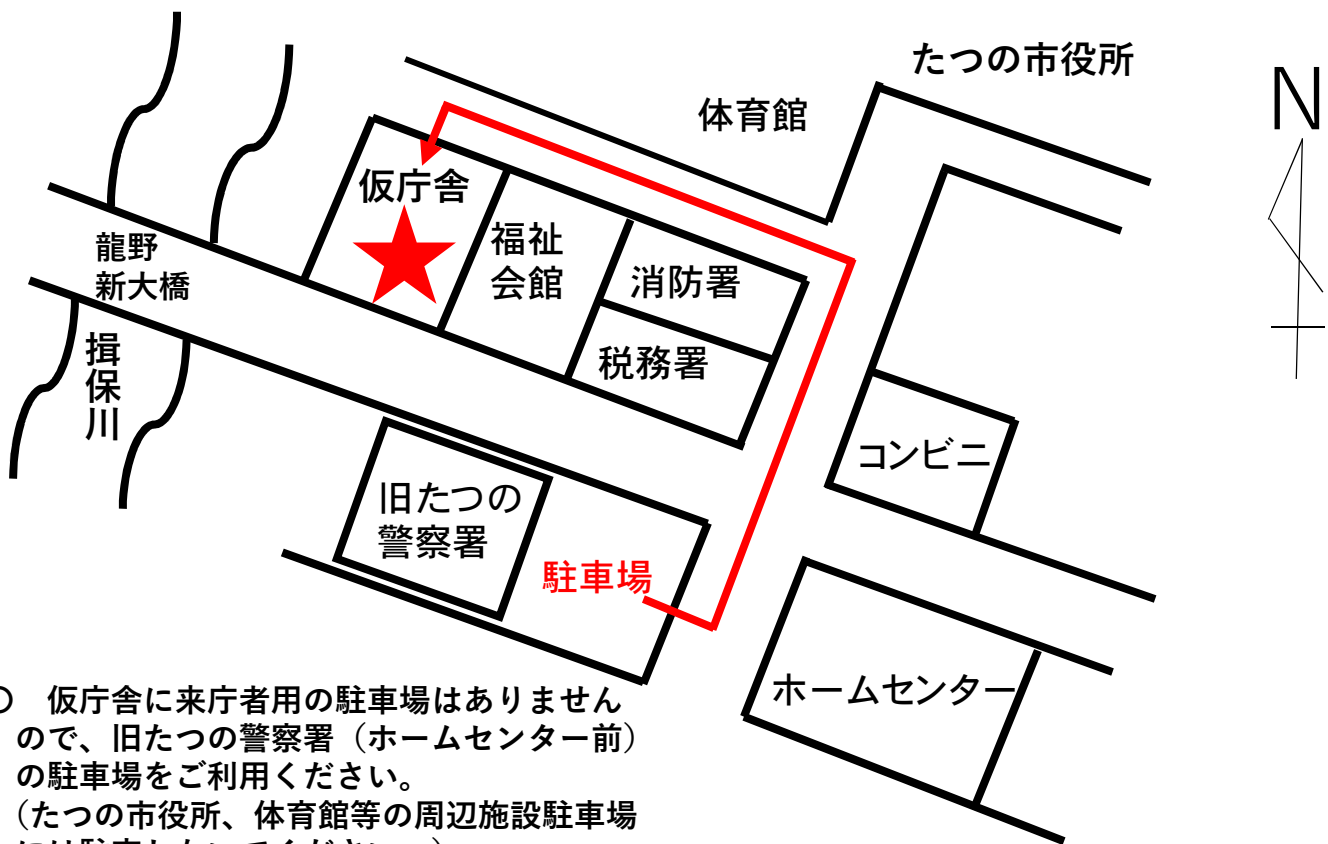 たつの市役所
N
体育館
仮庁舎
福祉
会館
消防署
税務署
龍野
新大橋
揖保川
コンビニ
旧たつの
警察署
駐車場
ホームセンター
〇　仮庁舎に来庁者用の駐車場はありません
ので、旧たつの警察署（ホームセンター前）
の駐車場をご利用ください。
（たつの市役所、体育館等の周辺施設駐車場